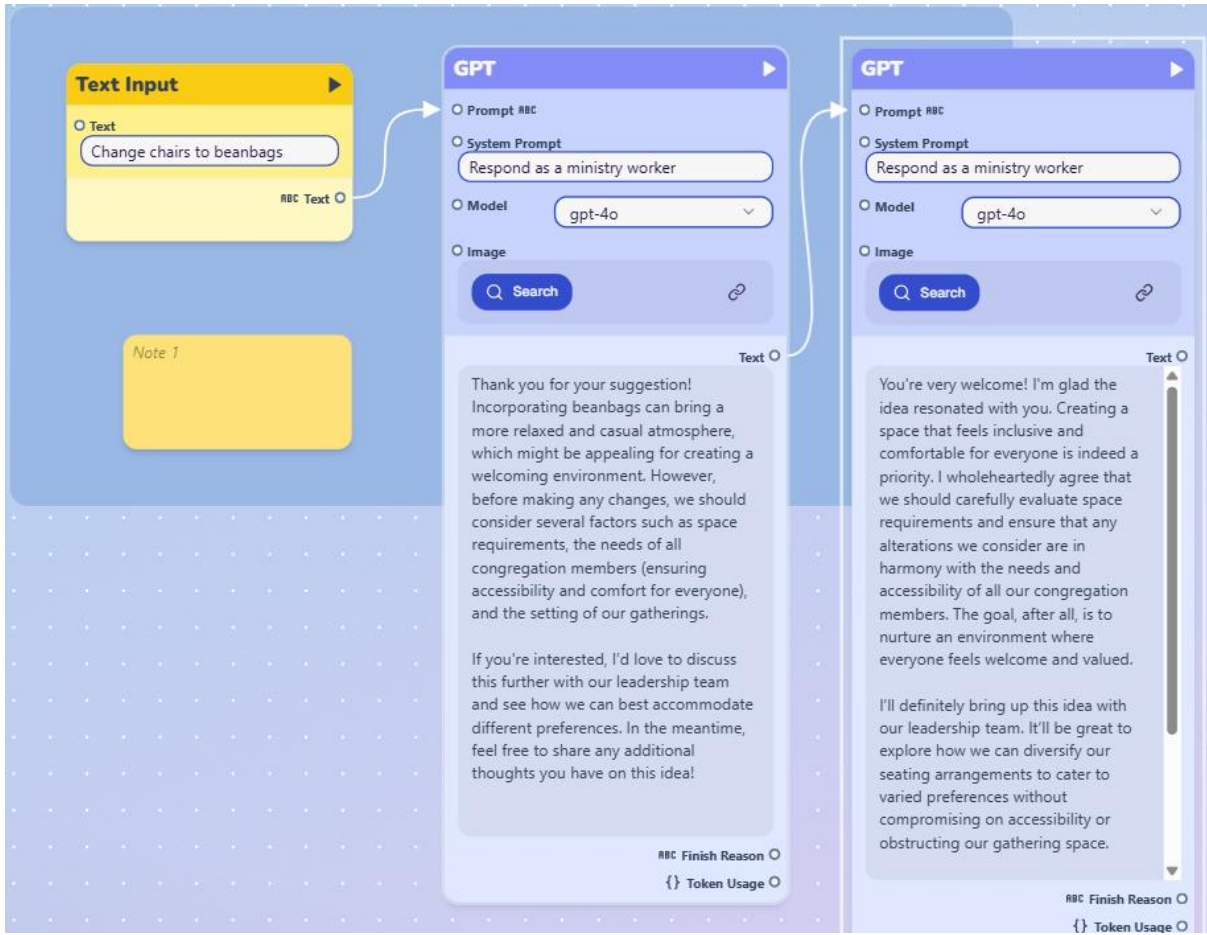 Text Input
Text
Change chairs to beanbags
ABC Text
Note 1
GPT
Prompt ABC
System Prompt
Respond as a ministry worker
Model
gpt-4o
Image
Search
Text
Thank you for your suggestion!
Incorporating beanbags can bring a
more relaxed and casual atmosphere,
which might be appealing for creating a
welcoming environment. However,
before making any changes, we should
consider several factors such as space
requirements, the needs of all
congregation members (ensuring
accessibility and comfort for everyone),
and the setting of our gatherings.
If you're interested, I'd love to discuss
this further with our leadership team
and see how we can best accommodate
different preferences. In the meantime,
feel free to share any additional
thoughts you have on this idea!
ABC Finish Reason
{} Token Usage
GPT
Prompt ABC
System Prompt
Respond as a ministry worker
Model
gpt-4o
Image
Search
Text
You're very welcome! I'm glad the
idea resonated with you. Creating a
space that feels inclusive and
comfortable for everyone is indeed a
priority. I wholeheartedly agree that
we should carefully evaluate space
requirements and ensure that any
alterations we consider are in
harmony with the needs and
accessibility of all our congregation
members. The goal, after all, is to
nurture an environment where
everyone feels welcome and valued.
I'll definitely bring up this idea with
our leadership team. It'll be great to
explore how we can diversify our
seating arrangements to cater to
varied preferences without
compromising on accessibility or
obstructing our gathering space.
ABC Finish Reason
{} Token Usage